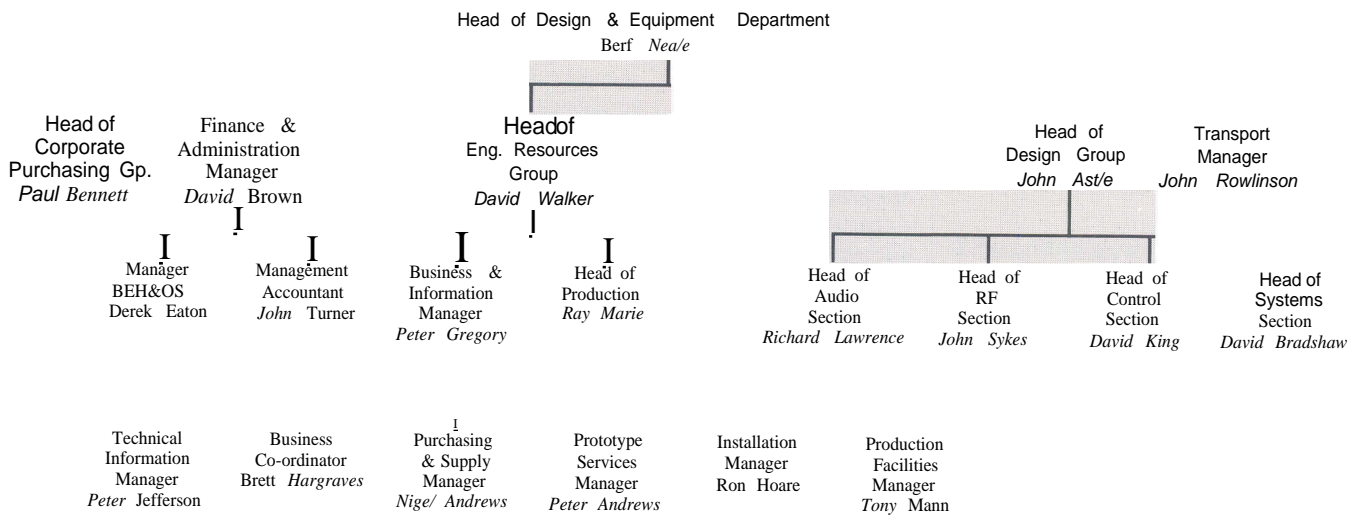 Head of Design & Equipment Department
Berf Nea/e
Head of
Corporate
Purchasing Gp.
Paul Bennett
Finance &
Administration
Manager
David Brown
Headof
Eng. Resources
Group
David Walker
Head of
Design Group
John Ast/e
Transport
Manager
John Rowlinson
Manager
BEH&OS
Derek Eaton
Management
Accountant
John Turner
Business &
Information
Manager
Peter Gregory
Head of
Production
Ray Marie
Head of
Audio
Section
Richard Lawrence
Head of
RF
Section
John Sykes
Head of
Control
Section
David King
Head of
Systems
Section
David Bradshaw
Technical
Information
Manager
Peter Jefferson
Business
Co-ordinator
Brett Hargraves
Purchasing
& Supply
Manager
Nige/ Andrews
Prototype
Services
Manager
Peter Andrews
Installation
Manager
Ron Hoare
Production
Facilities
Manager
Tony Mann